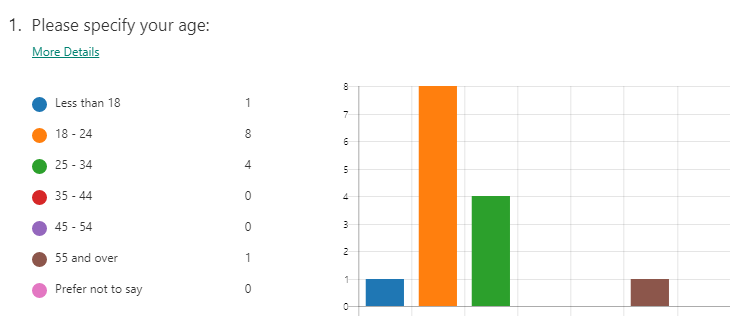 1. Please specify your age:
More Details
Less than 18 1
18 - 24 8
25 - 34 4
35 - 44 0
45 - 54 0
55 and over 1
Prefer not to say 0
8
7
6
5
4
3
2
1
0